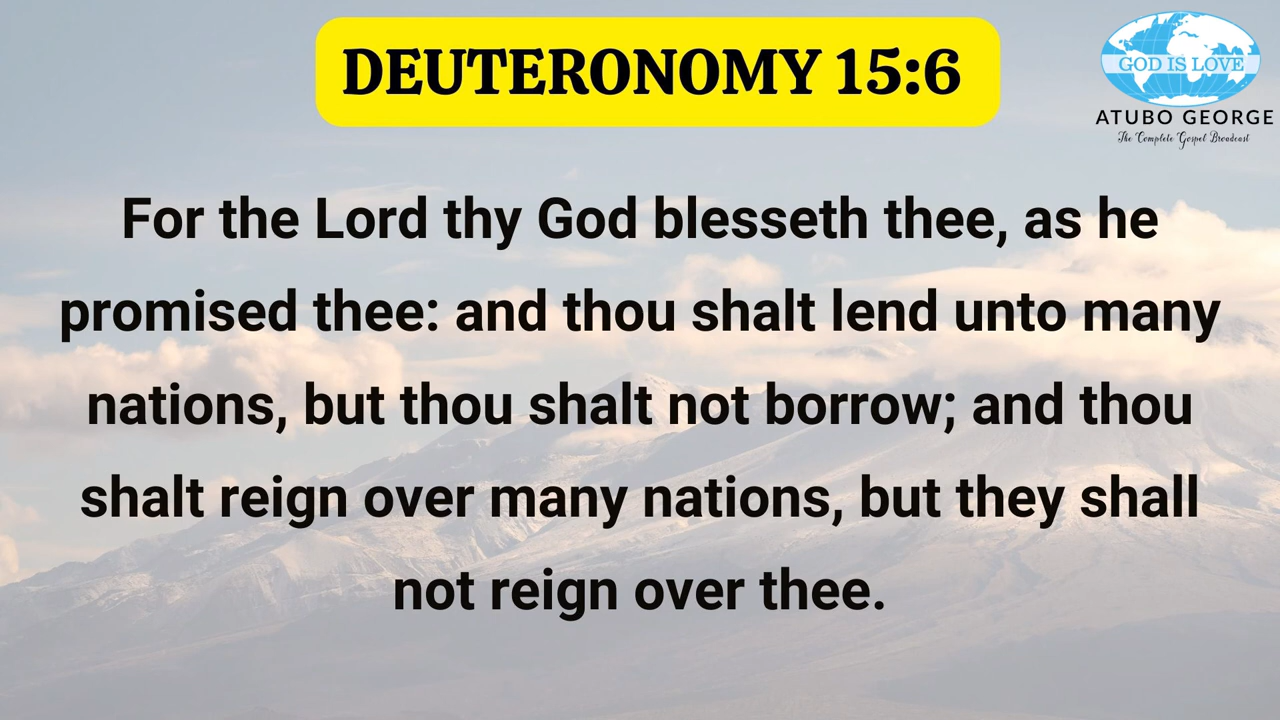 DEUTERONOMY 15:6
GOD IS LOVE
ATUBO GEORGE
The Complete Gospel Broadcast
For the Lord thy God blesseth thee, as he
promised thee: and thou shalt lend unto many
nations, but thou shalt not borrow; and thou
shalt reign over many nations, but they shall
not reign over thee.